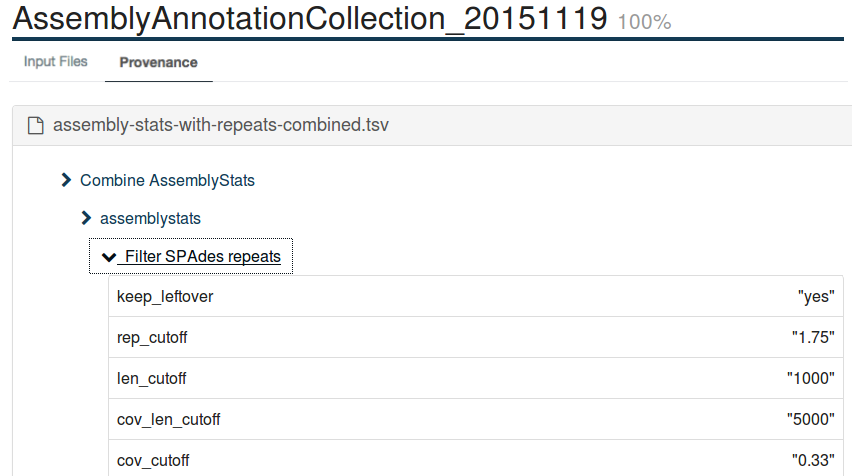 AssemblyAnnotationCollection_20151119 100%
Input Files Provenance
assembly-stats-with-repeats-combined.tsv
Combine AssemblyStats
assemblystats
Filter SPAdes repeats
keep_leftover "yes"
rep_cutoff "1.75"
len_cutoff "1000"
cov_len_cutoff "5000"
cov_cutoff "0.33"